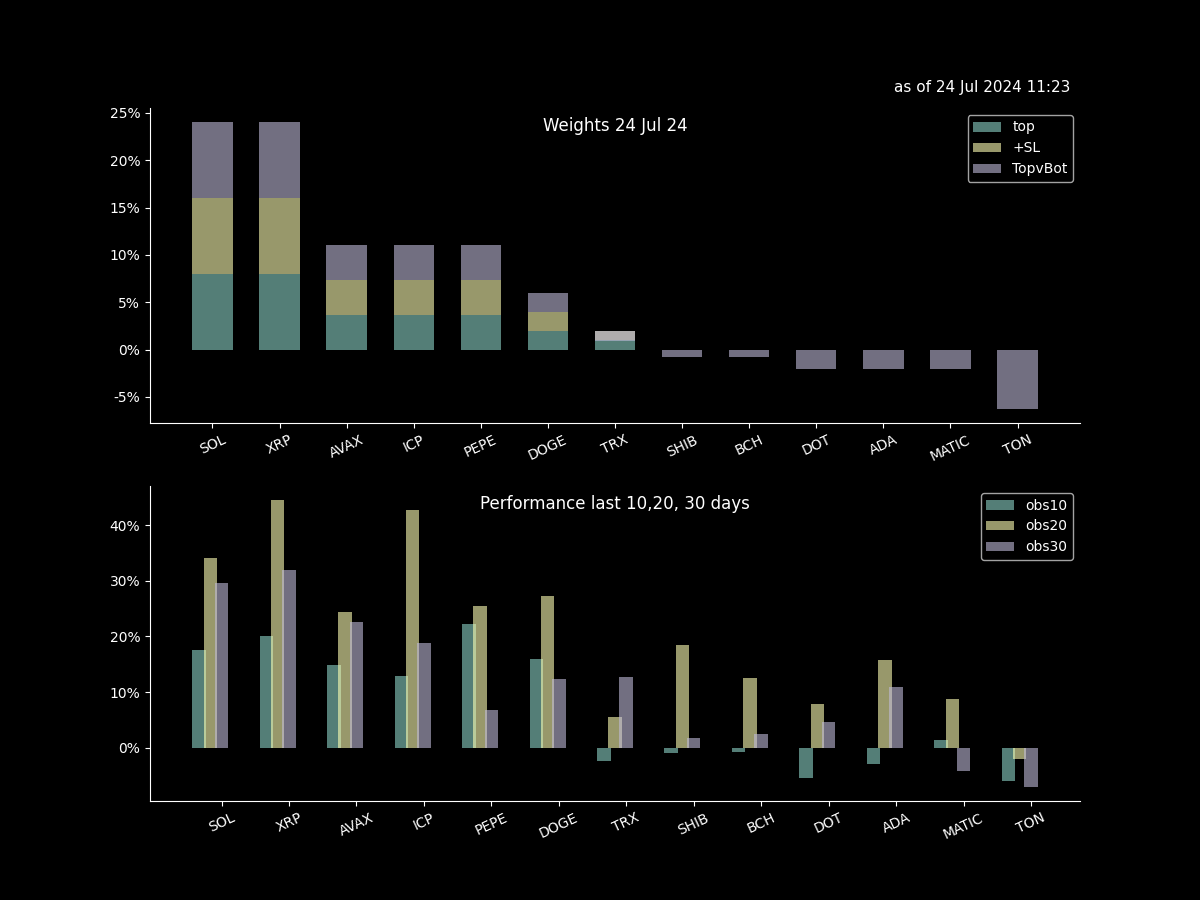 as of 24 Jul 2024 11:23
Weights 24 Jul 24
top
+SL
TopvBot
25%
20%
15%
10%
5%
0%
-5%
SOL XRP AVAX ICP PEPE DOGE TRX SHIB BCH DOT ADA MATIC TON
Performance last 10,20, 30 days
obs10
obs20
obs30
40%
30%
20%
10%
0%
SOL XRP AVAX ICP PEPE DOGE TRX SHIB BCH DOT ADA MATIC TON